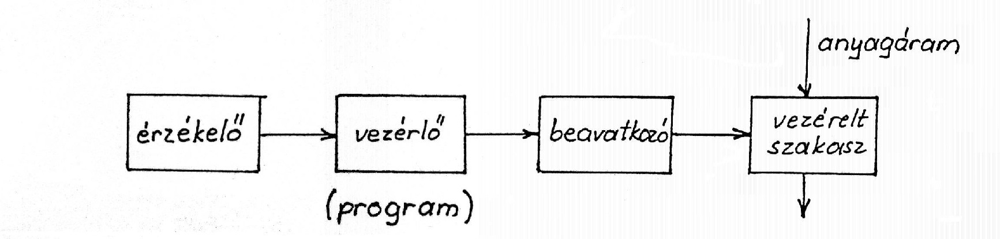 anyagáram
érzékelő
vezérlő
beavatkozó
vezérelt
szakasz
(program)